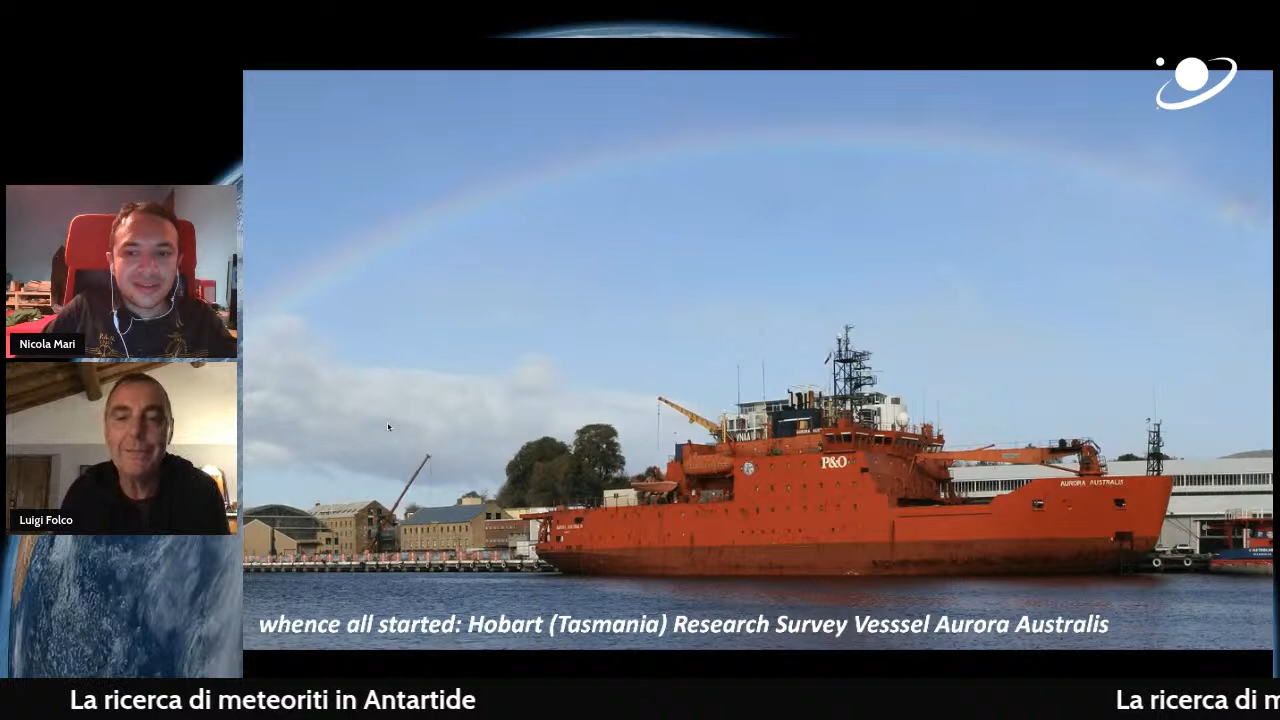 Nicola Mari
Luigi Folco
P&O
AURORA AUSTRALIS
whence all started: Hobart (Tasmania) Research Survey Vesssel Aurora Australis
La ricerca di meteoriti in Antartide
La ricerca di m